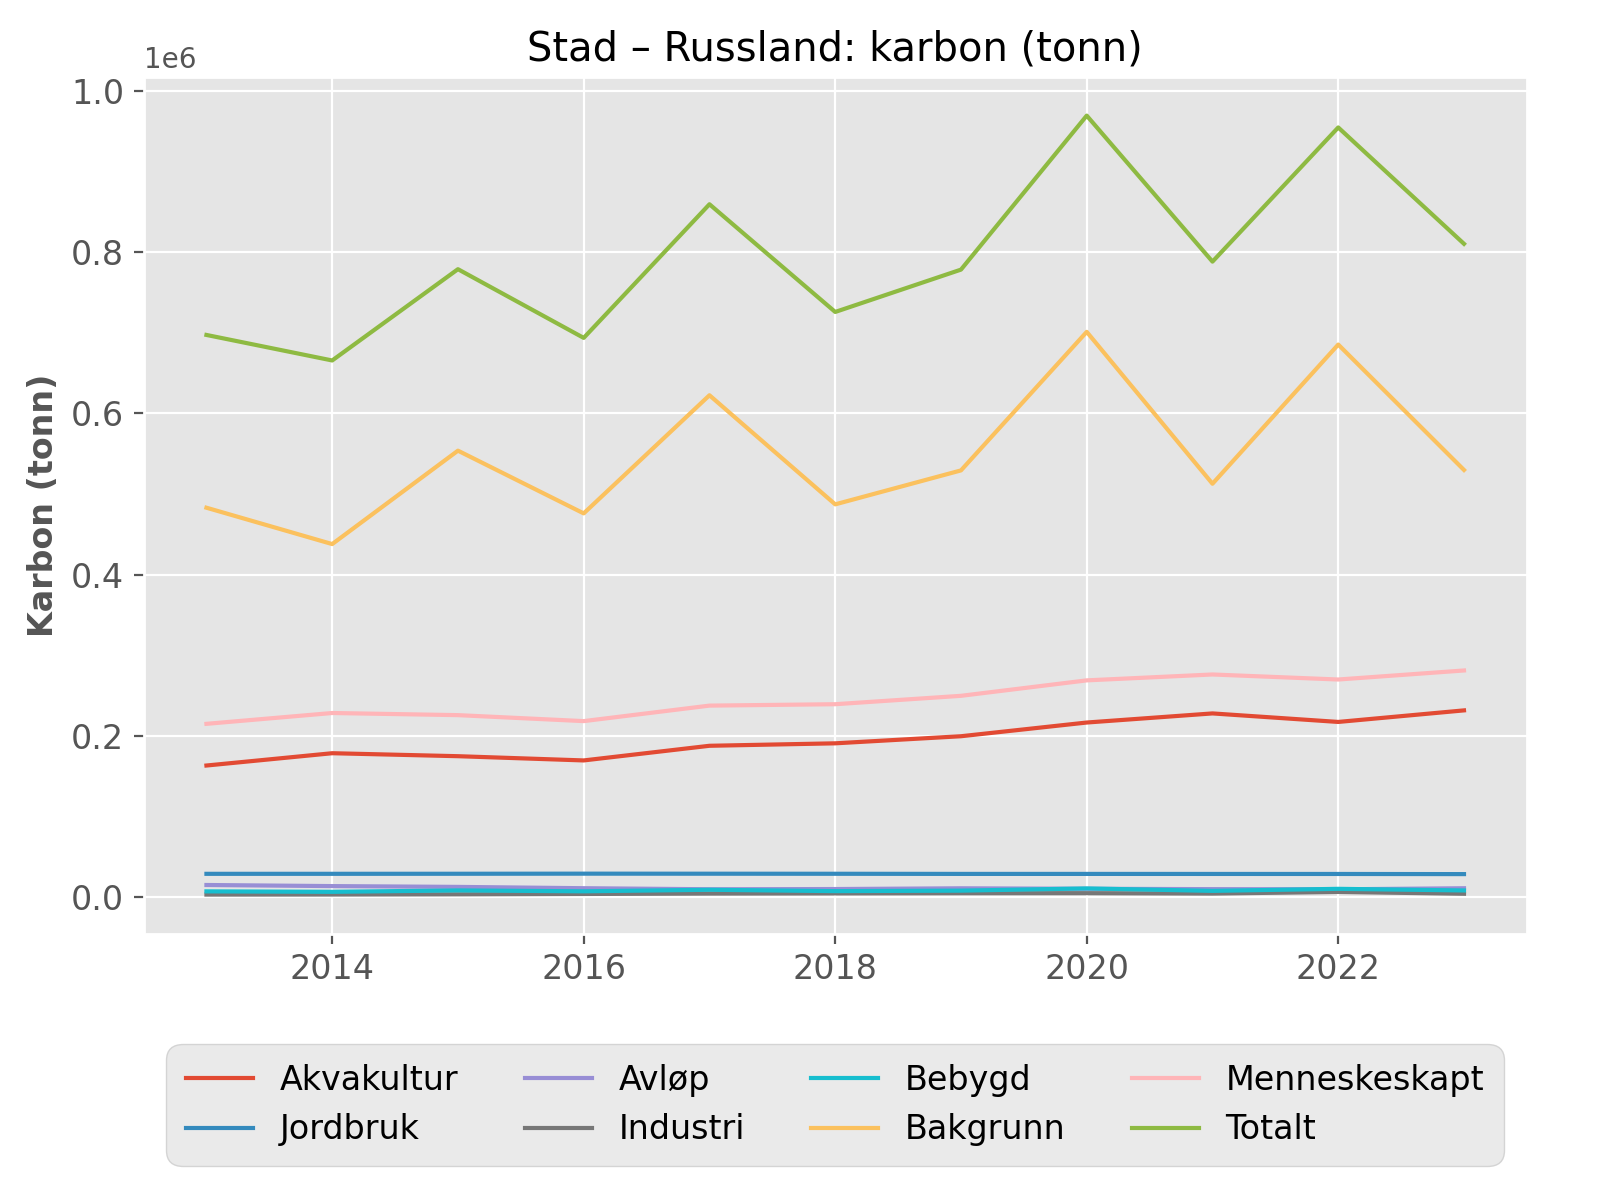 Stad – Russland: karbon (tonn)
1e6
1.0
0.8
0.6
0.4
0.2
0.0
Karbon (tonn)
2014 2016 2018 2020 2022
Akvakultur Avløp Bebygd Menneskeskapt
Jordbruk Industri Bakgrunn Totalt